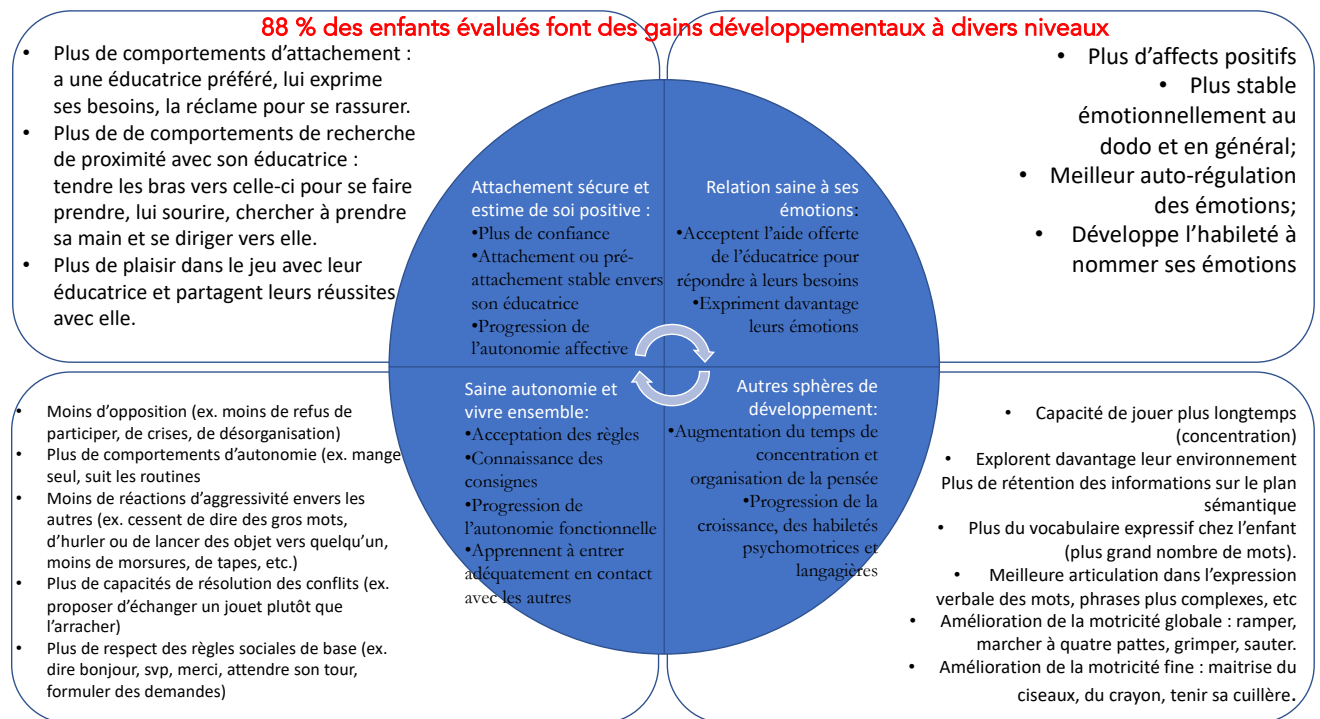 88 % des enfants évalués font des gains développementaux à divers niveaux
• Plus de comportements d’attachement :
a une éducatrice préféré, lui exprime
ses besoins, la réclame pour se rassurer.
• Plus de de comportements de recherche
de proximité avec son éducatrice :
tendre les bras vers celle-ci pour se faire
prendre, lui sourire, chercher à prendre
sa main et se diriger vers elle.
• Plus de plaisir dans le jeu avec leur
éducatrice et partagent leurs réussites
avec elle.
• Plus d’affects positifs
• Plus stable
émotionnellement au
dodo et en général;
• Meilleur auto-régulation
des émotions;
• Développe l’habileté à
nommer ses émotions
Attachement sécure et
estime de soi positive :
•Plus de confiance
•Attachement ou pré-
attachement stable envers
son éducatrice
•Progression de
l’autonomie affective
Relation saine à ses
émotions:
•Acceptent l’aide offerte
de l’éducatrice pour
répondre à leurs besoins
•Expriment davantage
leurs émotions
Saine autonomie et
vivre ensemble:
•Acceptation des règles
•Connaissance des
consignes
•Progression de
l’autonomie fonctionnelle
•Apprennent à entrer
adéquatement en contact
avec les autres
Autres sphères de
développement:
•Augmentation du temps de
concentration et
organisation de la pensée
•Progression de la
croissance, des habiletés
psychomotrices et
langagières
• Moins d’opposition (ex. moins de refus de
participer, de crises, de désorganisation)
• Plus de comportements d’autonomie (ex. mange
seul, suit les routines
• Moins de réactions d’aggressivité envers les
autres (ex. cessent de dire des gros mots,
d’hurler ou de lancer des objet vers quelqu’un,
moins de morsures, de tapes, etc.)
• Plus de capacités de résolution des conflits (ex.
proposer d’échanger un jouet plutôt que
l’arracher)
• Plus de respect des règles sociales de base (ex.
dire bonjour, svp, merci, attendre son tour,
formuler des demandes)
• Capacité de jouer plus longtemps
(concentration)
• Explorent davantage leur environnement
Plus de rétention des informations sur le plan
sémantique
• Plus du vocabulaire expressif chez l’enfant
(plus grand nombre de mots).
• Meilleure articulation dans l’expression
verbale des mots, phrases plus complexes, etc
• Amélioration de la motricité globale : ramper,
marcher à quatre pattes, grimper, sauter.
• Amélioration de la motricité fine : maitrise du
ciseaux, du crayon, tenir sa cuillère.